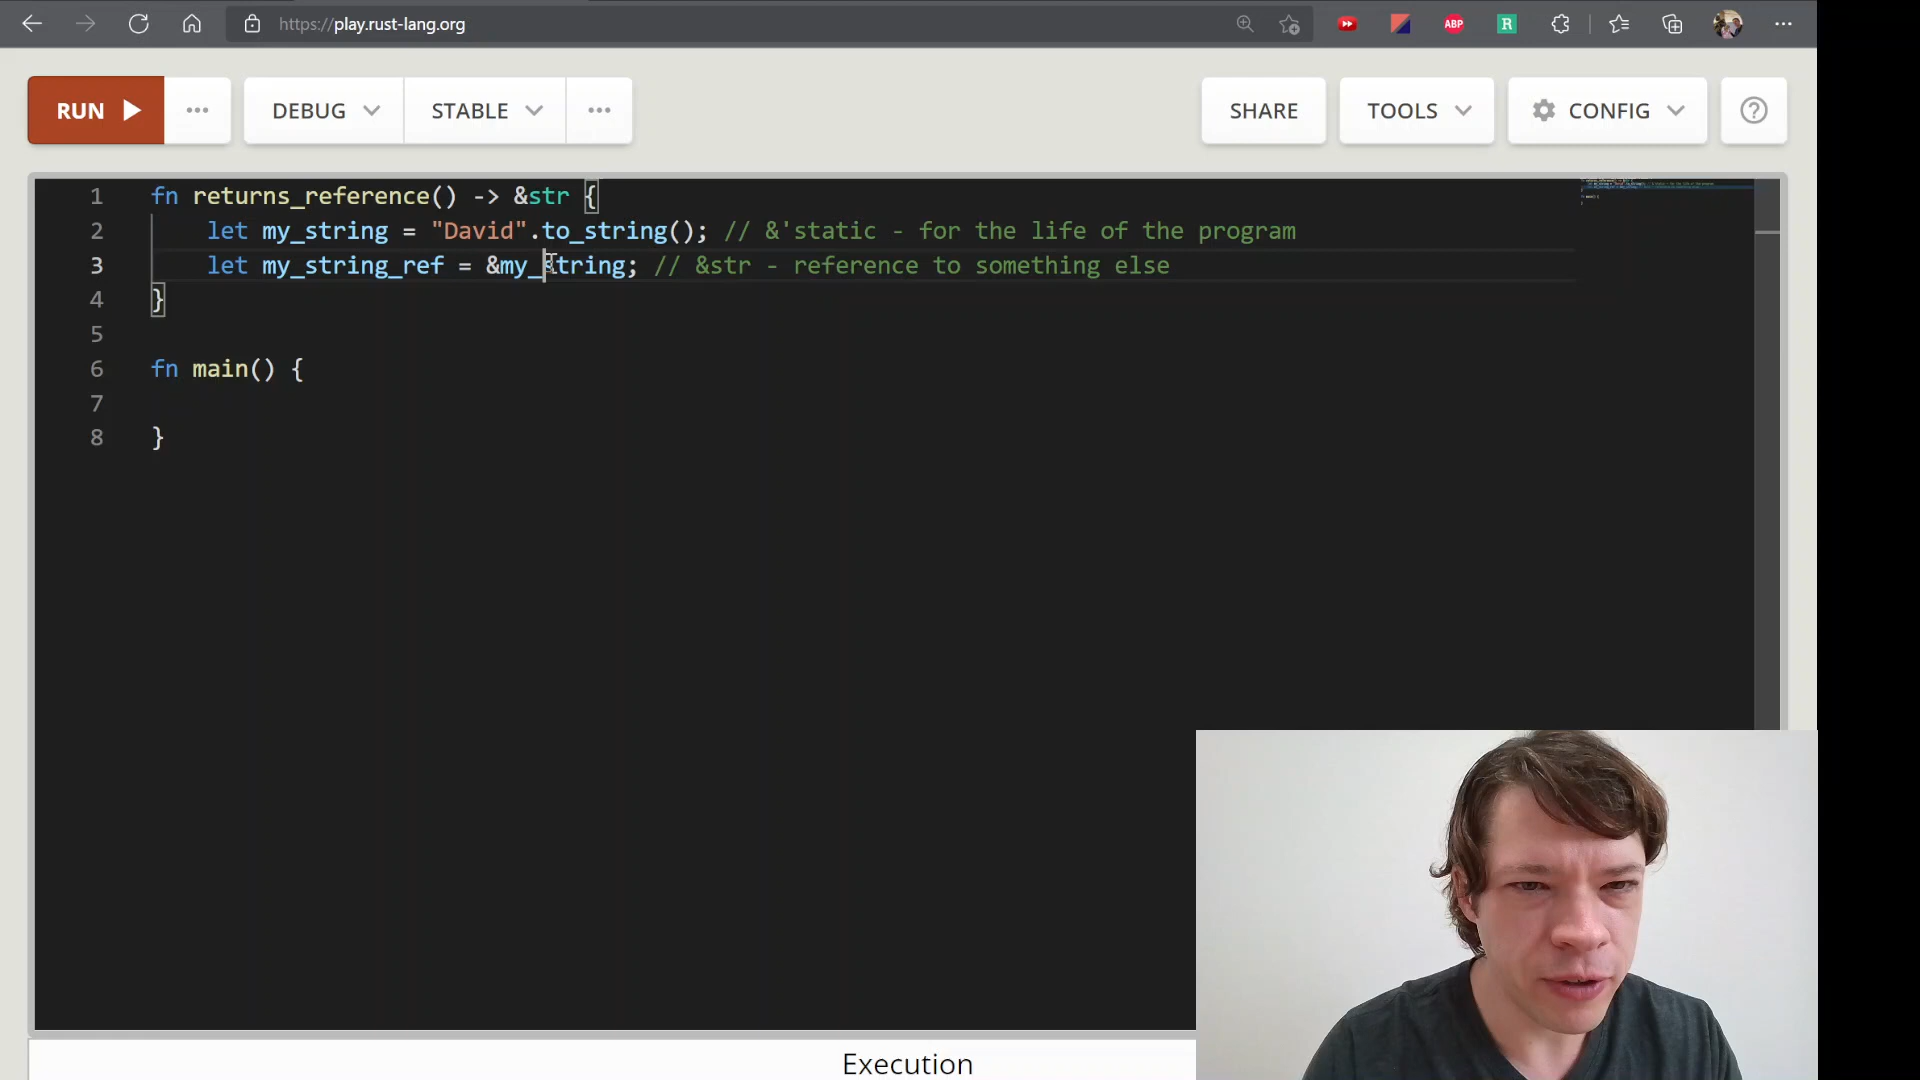 https://play.rust-lang.org
ABP
R
RUN
DEBUG
STABLE
SHARE
TOOLS
CONFIG
1 fn returns_reference() -> &str {
2 let my_string = "David".to_string(); // &'static - for the life of the program
3 let my_string_ref = &my_string; // &str - reference to something else
4 }
5
6 fn main() {
7
8 }
Execution